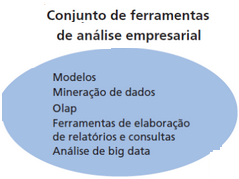 Conjunto de ferramentas
de análise empresarial
Modelos
Mineração de dados
Olap
Ferramentas de elaboração
de relatórios e consultas
Análise de big data